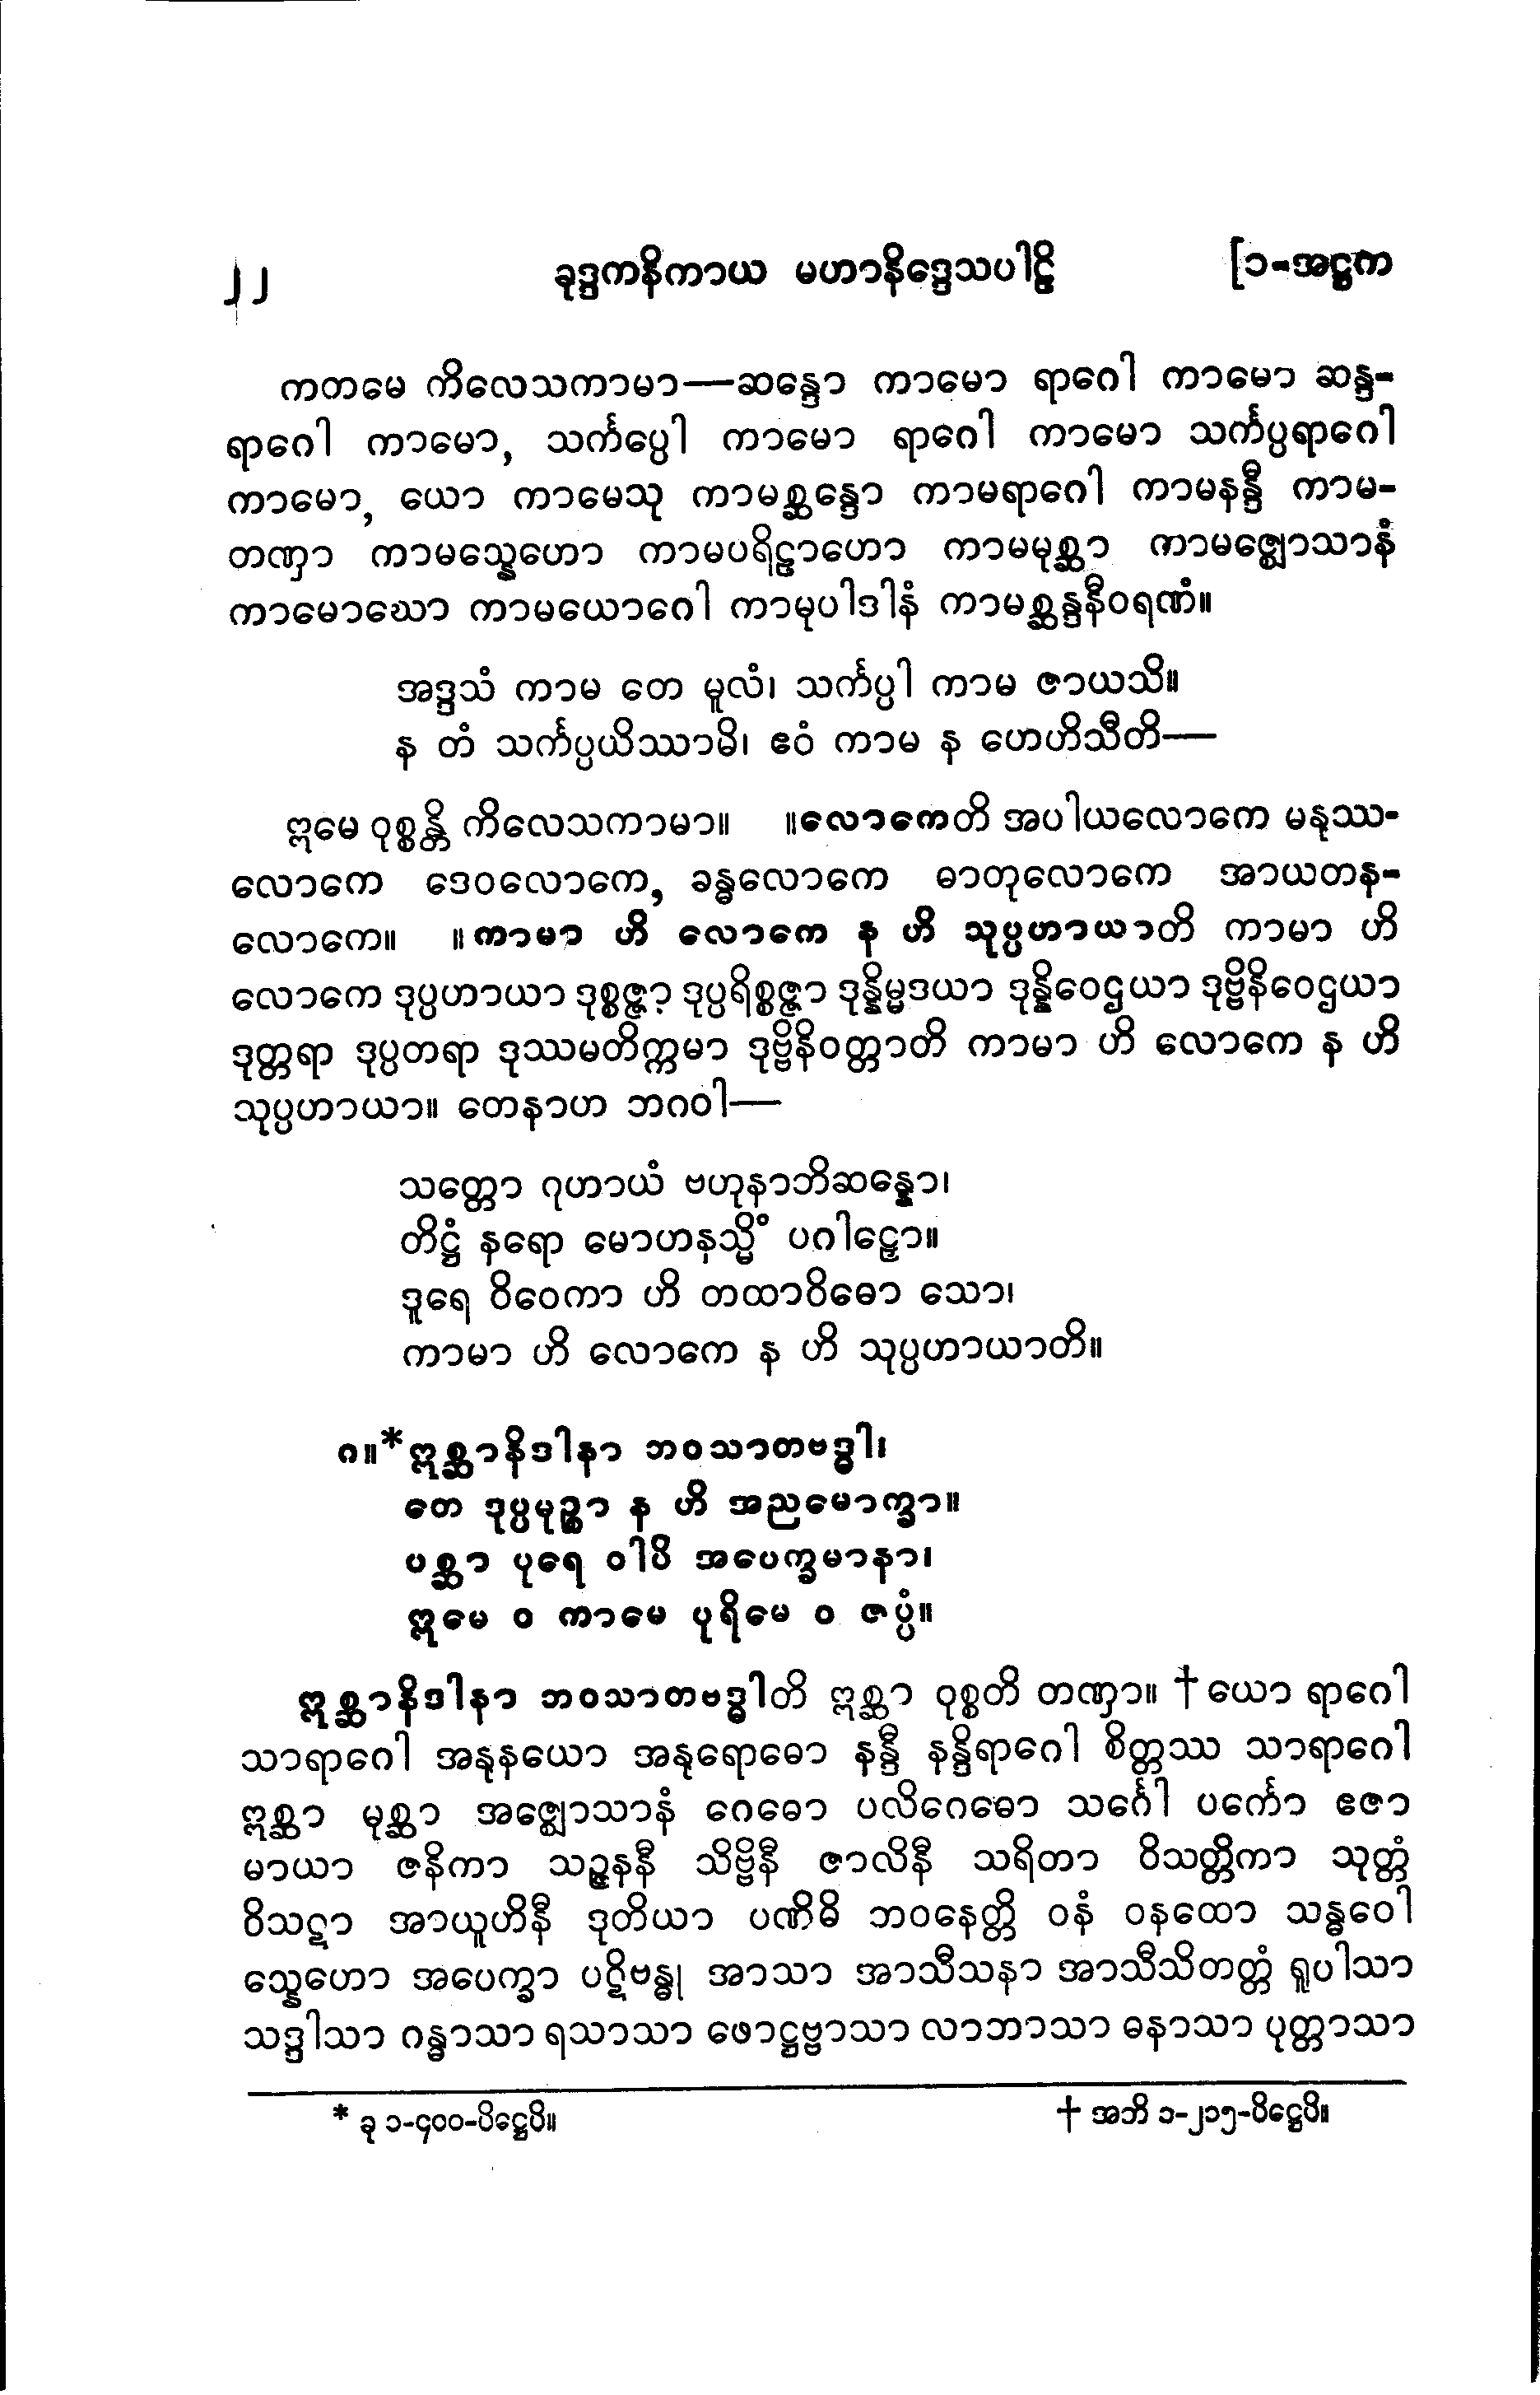 ၂၂ ခုဒ္ဒကနိကာယ မဟာနိဒ္ဒေသပါဠိ [၁-အဋ္ဌက
ကတမေ ကိလေသကာမာ—ဆန္ဒော ကာမော ရာဂေါ ကာမော ဆန္ဒ-
ရာဂေါ ကာမော, သင်္ကပ္ပေါ ကာမော ရာဂေါ ကာမော သင်္ကပ္ပရာဂေါ
ကာမော, ယော ကာမေသု ကာမစ္ဆန္ဒော ကာမရာဂေါ ကာမနန္ဒီ ကာမ-
တဏှာ ကာမသ္နေဟော ကာမပရိဠာဟော ကာမမုစ္ဆာ ကာမဇ္ဈောသာနံ
ကာမောဃော ကာမယောဂေါ ကာမုပါဒါနံ ကာမစ္ဆန္ဒနီဝရဏံ။
အဒ္ဒသံ ကာမ တေ မူလံ၊ သင်္ကပ္ပါ ကာမ ဇာယသိ။
န တံ သင်္ကပ္ပယိဿာမိ၊ ဧဝံ ကာမ န ဟေဟိသီတိ—
ဣမေ ဝုစ္စန္တိ ကိလေသကာမာ။ ။လောကေတိ အပါယလောကေ မနုဿ-
လောကေ ဒေဝလောကေ, ခန္ဓလောကေ ဓာတုလောကေ အာယတန-
လောကေ။ ။ကာမာ ဟိ လောကေ န ဟိ သုပ္ပဟာယာတိ ကာမာ ဟိ
လောကေ ဒုပ္ပဟာယာ ဒုစ္စဇ္ဇာ ဒုပ္ပရိစ္စဇ္ဇာ ဒုန္နိမ္မဒယာ ဒုန္နိဝေဌယာ ဒုဗ္ဗိနိဝေဌယာ
ဒုတ္တရာ ဒုပ္ပတရာ ဒုဿမတိက္ကမာ ဒုဗ္ဗိနိဝတ္တာတိ ကာမာ ဟိ လောကေ န ဟိ
သုပ္ပဟာယာ။ တေနာဟ ဘဂဝါ—
သတ္တော ဂုဟာယံ ဗဟုနာဘိဆန္နော၊
တိဋ္ဌံ နရော မောဟနသ္မိံ ပဂါဠှော။
ဒူရေ ဝိဝေကာ ဟိ တထာဝိဓော သော၊
ကာမာ ဟိ လောကေ န ဟိ သုပ္ပဟာယာတိ။
၈။*ဣစ္ဆာနိဒါနာ ဘဝသာတဗဒ္ဓါ၊
တေ ဒုပ္ပမုဉ္စာ န ဟိ အညမောက္ခာ။
ပစ္ဆာ ပုရေ ဝါပိ အပေက္ခမာနာ၊
ဣမေ ဝ ကာမေ ပုရိမေ ဝ ဇပ္ပံ။
ဣစ္ဆာနိဒါနာ ဘဝသာတဗဒ္ဓါတိ ဣစ္ဆာ ဝုစ္စတိ တဏှာ။ †ယော ရာဂေါ
သာရာဂေါ အနုနယော အနုရောဓော နန္ဒီ နန္ဒိရာဂေါ စိတ္တဿ သာရာဂေါ
ဣစ္ဆာ မုစ္ဆာ အဇ္ဈောသာနံ ဂေဓော ပလိဂေဓော သင်္ဂေါ ပင်္ကော ဧဇာ
မာယာ ဇနိကာ သဉ္ဇနနီ သိဗ္ဗိနီ ဇာလိနီ သရိတာ ဝိသတ္တိကာ သုတ္တံ
ဝိသဋာ အာယူဟိနီ ဒုတိယာ ပဏိဓိ ဘဝနေတ္တိ ဝနံ ဝနထော သန္ဓဝေါ
သ္နေဟော အပေက္ခာ ပဋိဗန္ဓု အာသာ အာသီသနာ အာသီသိတတ္တံ ရူပါသာ
သဒ္ဒါသာ ဂန္ဓာသာ ရသာသာ ဖောဋ္ဌဗ္ဗာသာ လာဘာသာ ဓနာသာ ပုတ္တာသာ
* ခု ၁-၄၀၀-ပိဋ္ဌေပိ။ † အဘိ ၁-၂၁၅-ပိဋ္ဌေပိ။